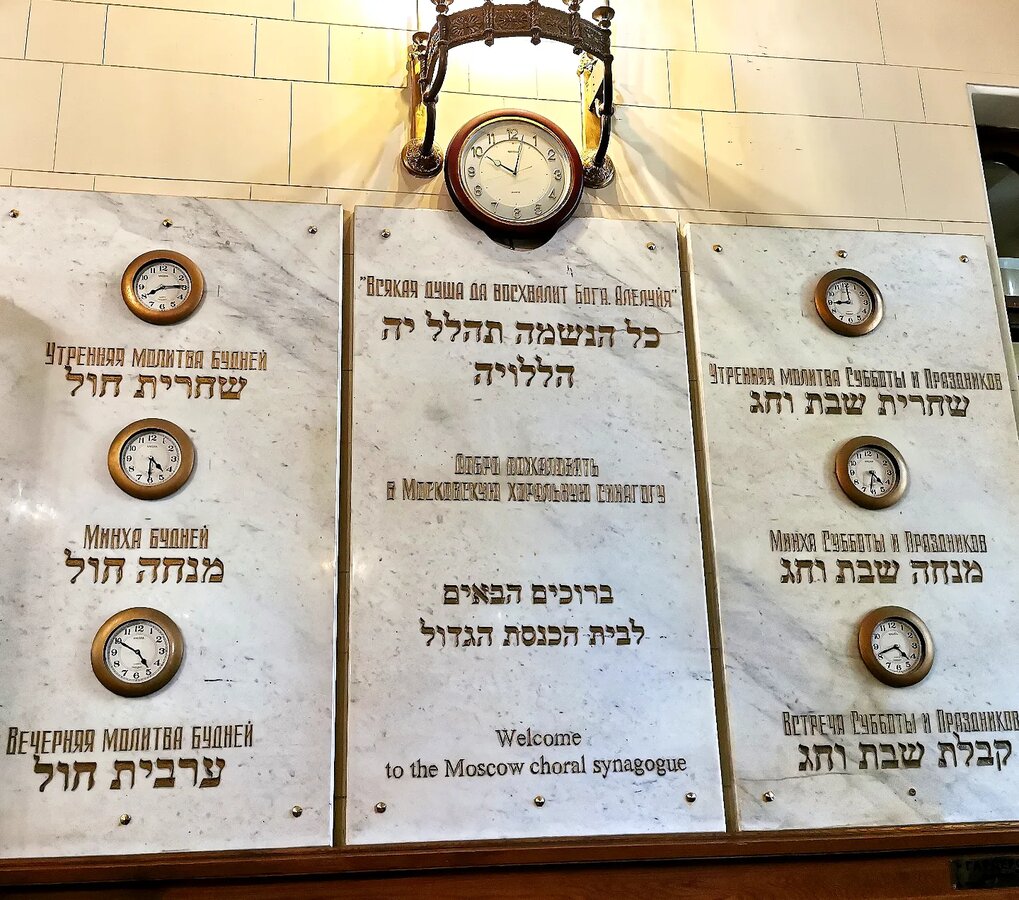 Утренняя молитва будней
שחרית חול
Минха будней
מנחה חול
Вечерняя молитва будней
ערבית חול
"Всякая душа да восхвалит Бога. Алелуйя"
כל הנשמה תהלל יה
הללויה
Добро пожаловать
в Московскую хоральную синагогу
ברוכים הבאים
לבית הכנסת הגדול
Welcome
to the Moscow choral synagogue
Утренняя молитва Субботы и Праздников
שחרית שבת וחג
Минха Субботы и Праздников
מנחה שבת וחג
Встреча Субботы и Праздников
קבלת שבת וחג